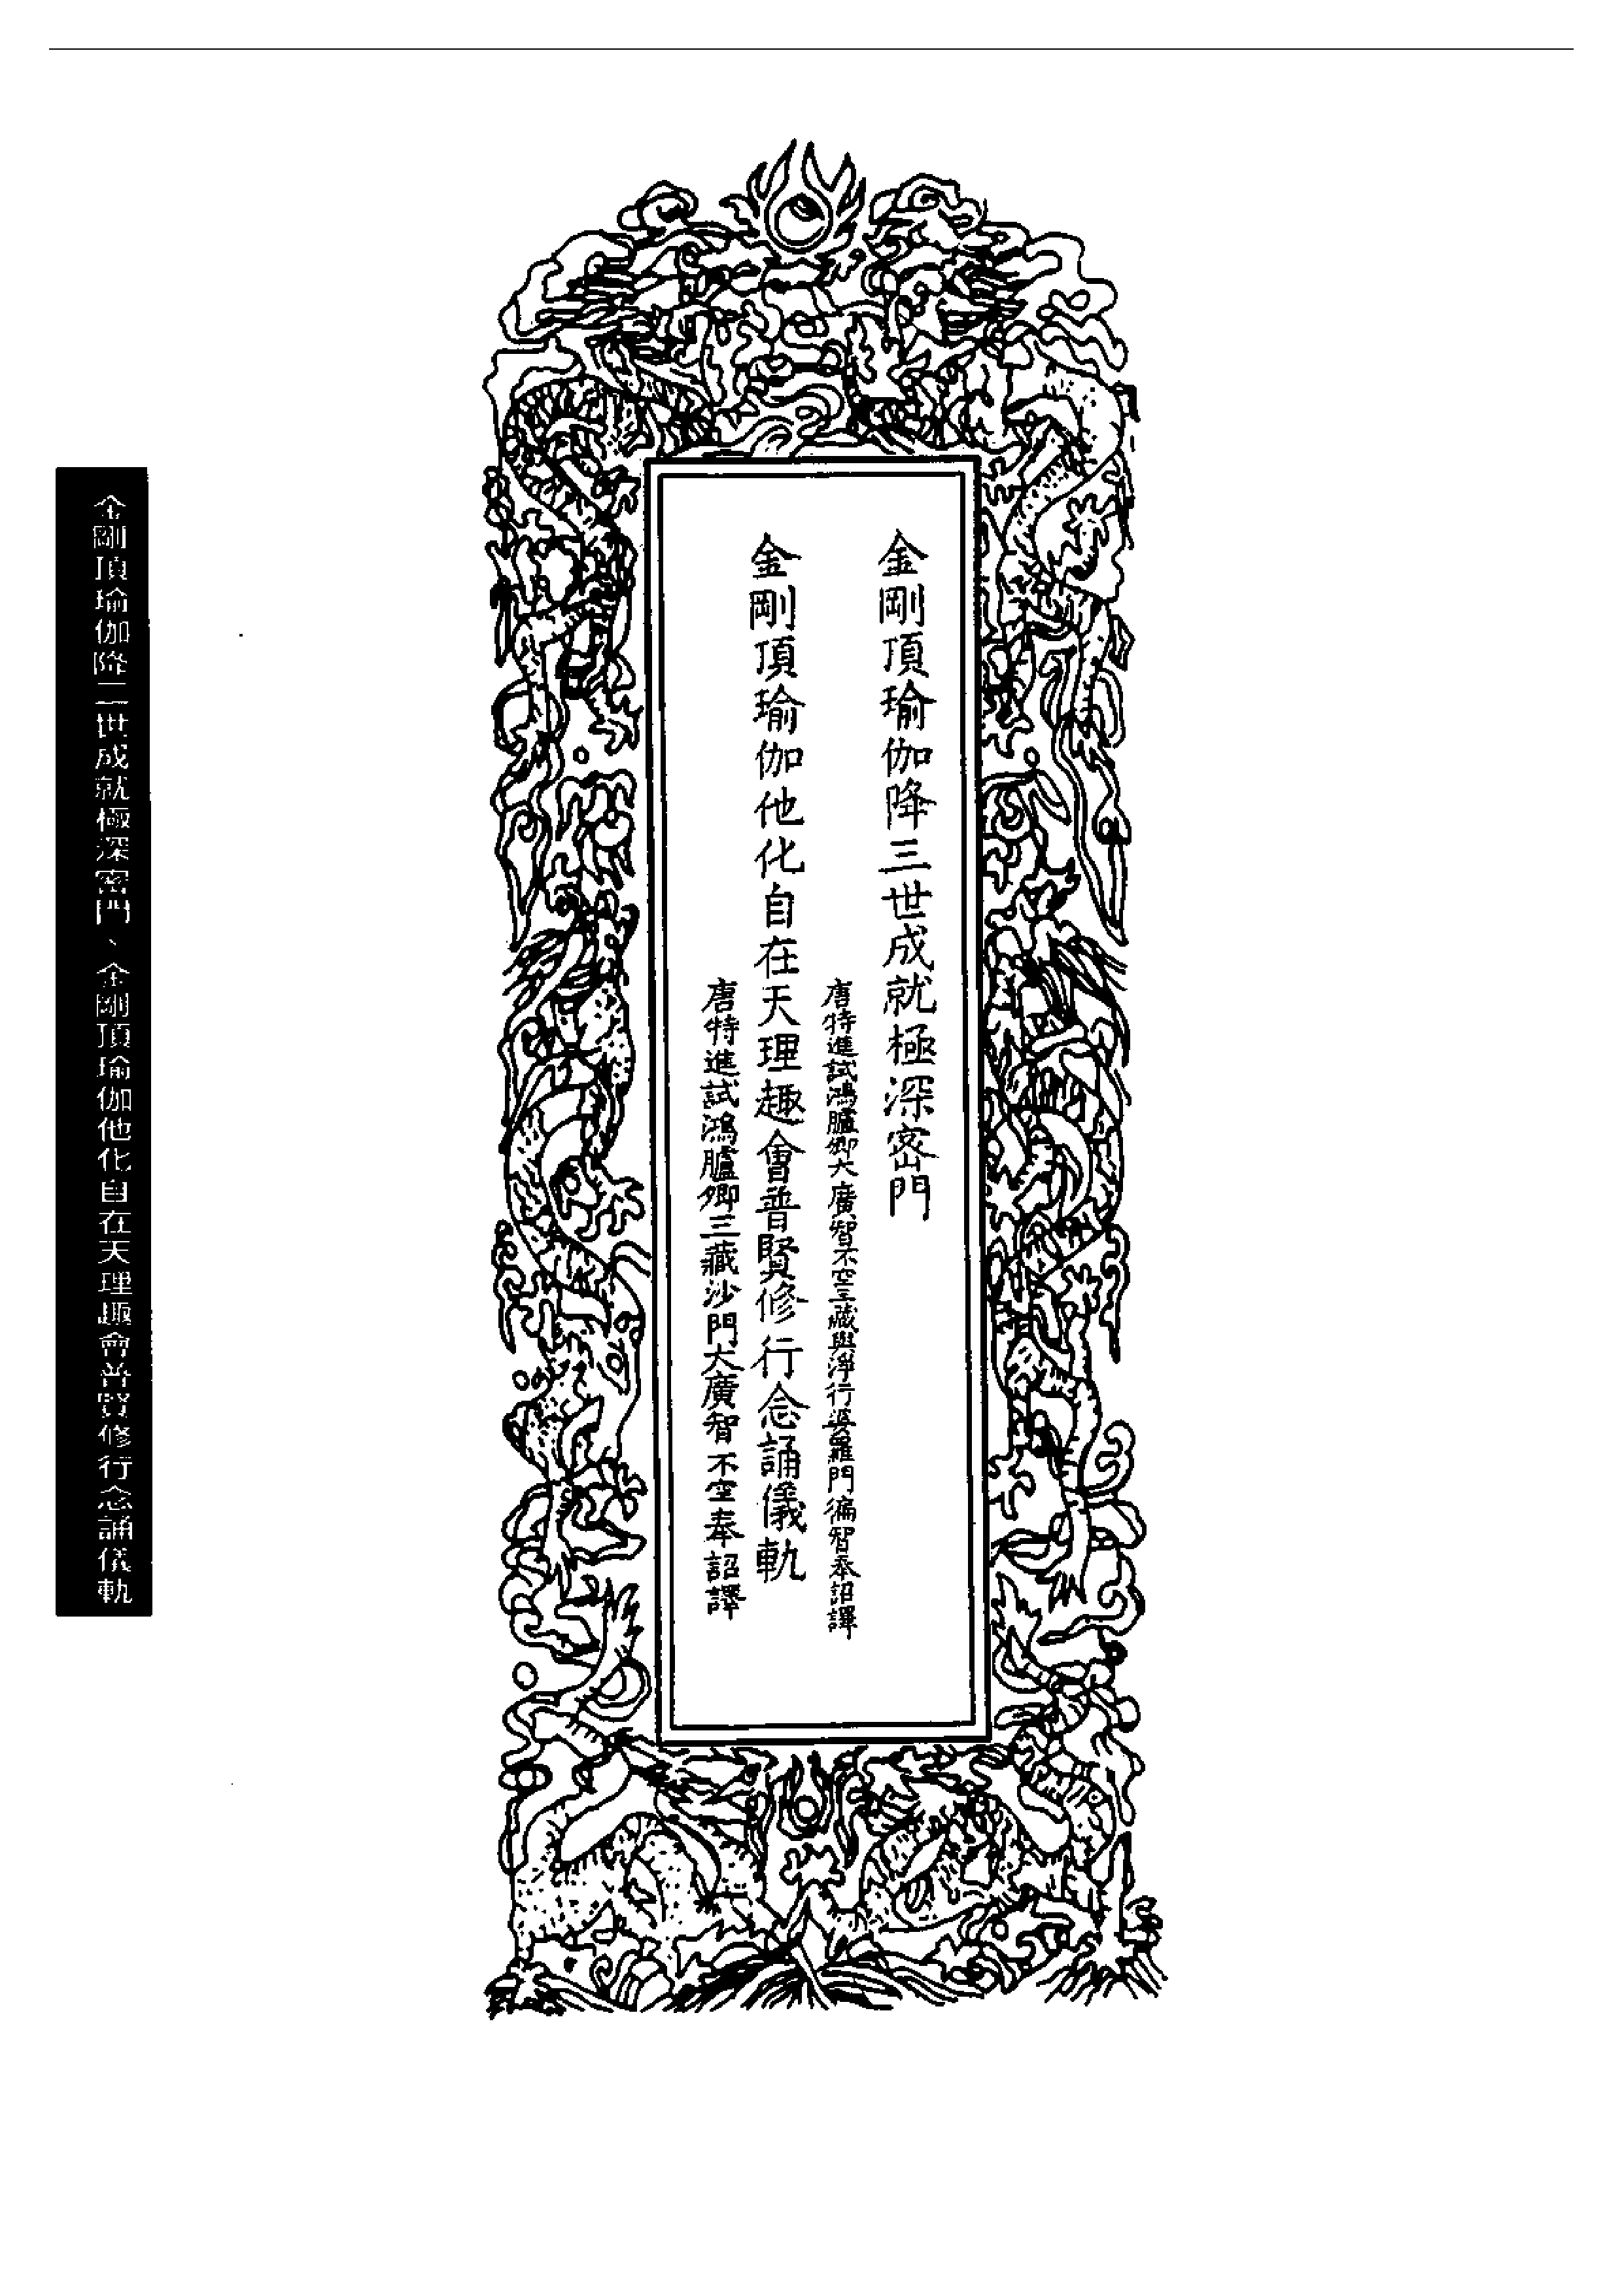 金剛頂瑜伽降三世成就極深密門
唐特進試鴻臚卿大廣智不空三藏與淨行婆羅門徧智奉詔譯
金剛頂瑜伽他化自在天理趣會普賢修行念誦儀軌
唐特進試鴻臚卿三藏沙門大廣智不空奉詔譯
金剛頂瑜伽降三世成就極深密門、金剛頂瑜伽他化自在天理趣會普賢修行念誦儀軌